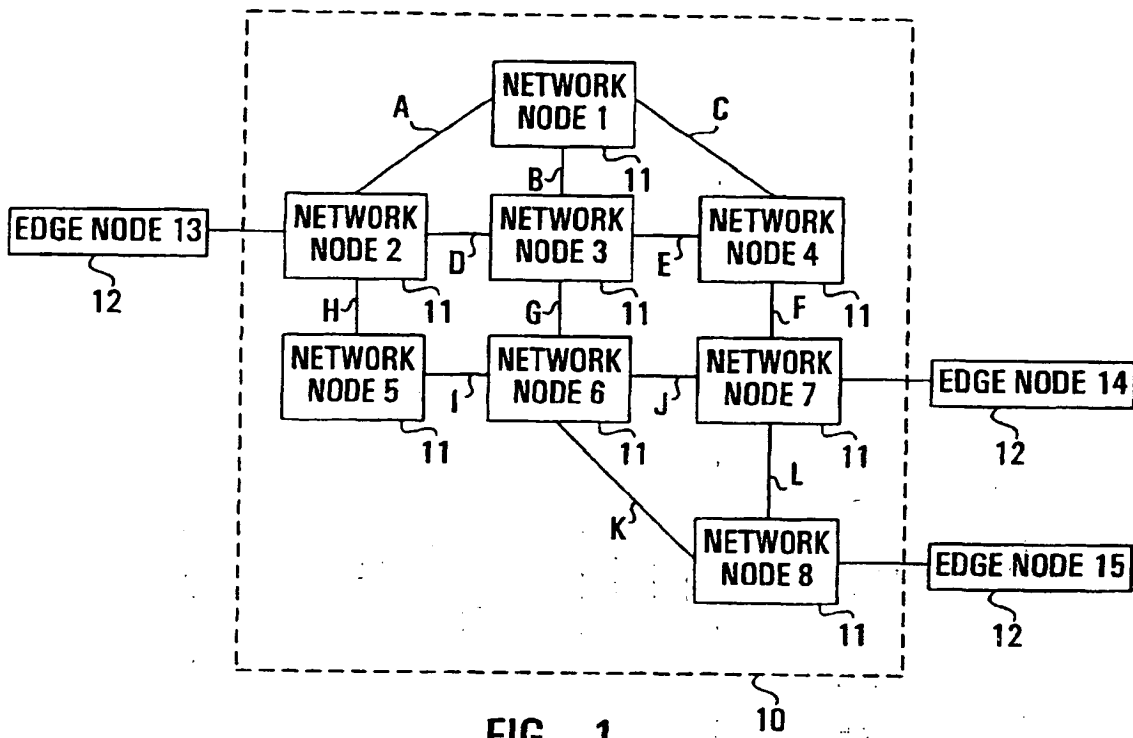 NETWORK
NODE 1
A
C
B
11
EDGE NODE 13
12
NETWORK
NODE 2
D
NETWORK
NODE 3
E
NETWORK
NODE 4
H
11
G
11
F
11
NETWORK
NODE 5
I
NETWORK
NODE 6
J
NETWORK
NODE 7
EDGE NODE 14
12
11
11
11
K
L
NETWORK
NODE 8
EDGE NODE 15
12
11
10
FIG. 1